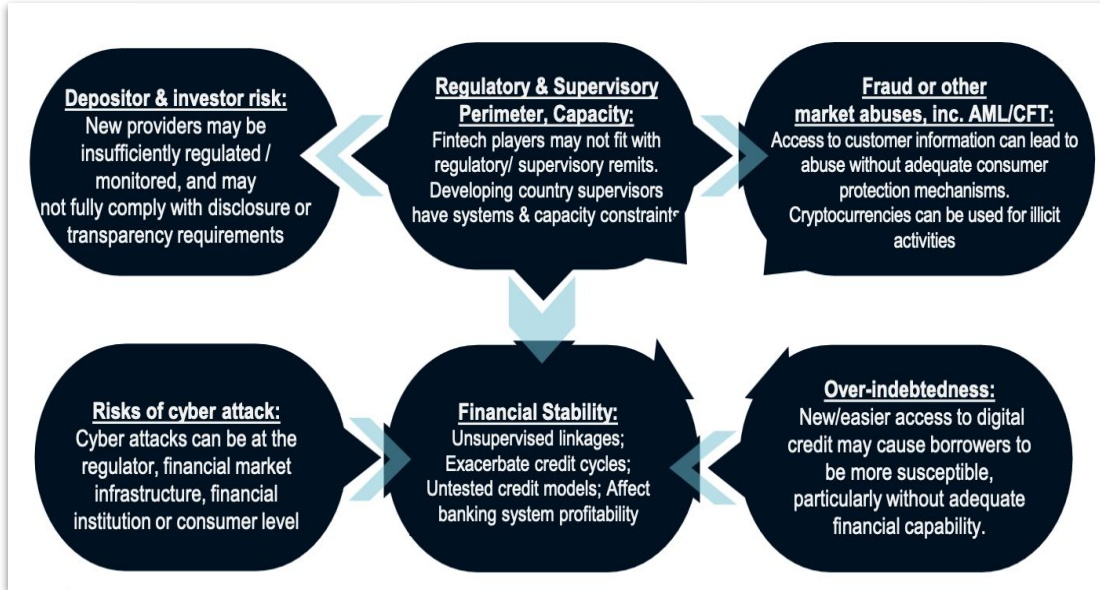 Depositor & investor risk:
New providers may be
insufficiently regulated /
monitored, and may
not fully comply with disclosure or
transparency requirements
Regulatory & Supervisory
Perimeter, Capacity:
Fintech players may not fit with
regulatory/ supervisory remits.
Developing country supervisors
have systems & capacity constraints
Fraud or other
market abuses, inc. AML/CFT:
Access to customer information can lead to
abuse without adequate consumer
protection mechanisms.
Cryptocurrencies can be used for illicit
activities
Risks of cyber attack:
Cyber attacks can be at the
regulator, financial market
infrastructure, financial
institution or consumer level
Financial Stability:
Unsupervised linkages;
Exacerbate credit cycles;
Untested credit models; Affect
banking system profitability
Over-indebtedness:
New/easier access to digital
credit may cause borrowers to
be more susceptible,
particularly without adequate
financial capability.